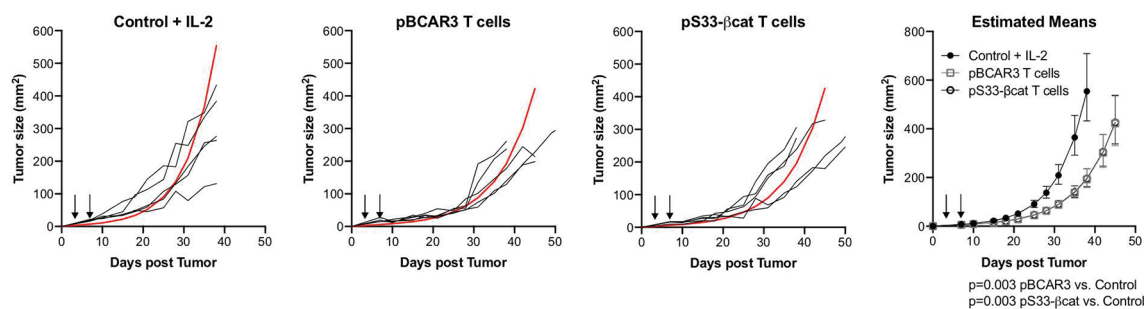 Control + IL-2
600
500
400
300
200
100
0
Tumor size (mm²)
0 10 20 30 40 50
Days post Tumor
pBCAR3 T cells
600
500
400
300
200
100
0
Tumor size (mm²)
0 10 20 30 40 50
Days post Tumor
pS33-βcat T cells
600
500
400
300
200
100
0
Tumor size (mm²)
0 10 20 30 40 50
Days post Tumor
Estimated Means
800
600
400
200
0
Tumor size (mm²)
Control + IL-2
pBCAR3 T cells
pS33-βcat T cells
0 10 20 30 40 50
Days post Tumor
p=0.003 pBCAR3 vs. Control
p=0.003 pS33-βcat vs. Control